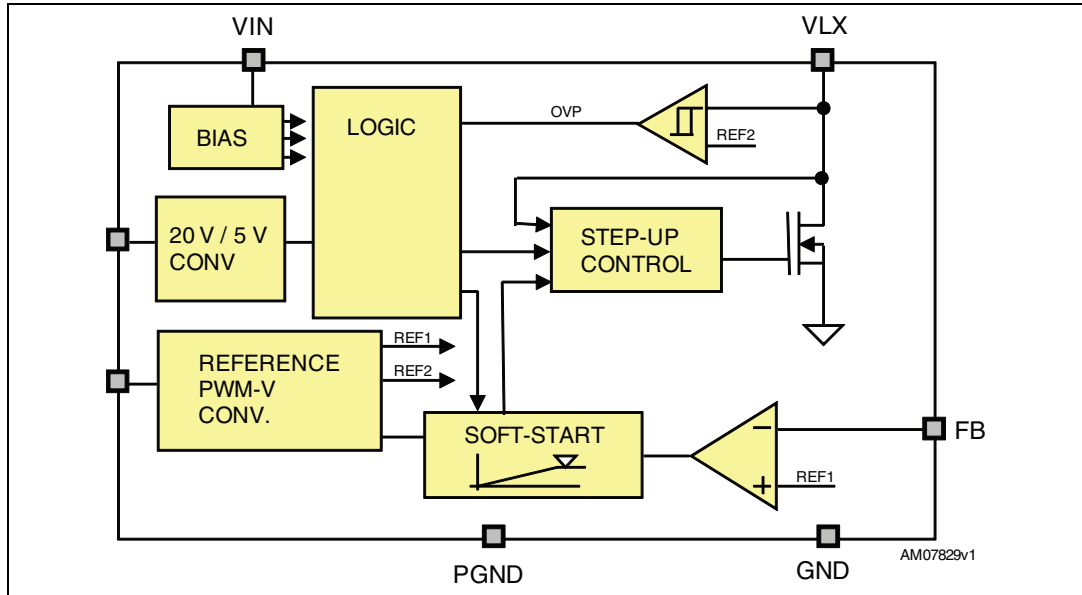 VIN
VLX
BIAS
LOGIC
OVP
REF2
20 V / 5 V
CONV
STEP-UP
CONTROL
REFERENCE
PWM-V
CONV.
REF1
REF2
SOFT-START
−
+
REF1
FB
PGND
GND
AM07829v1